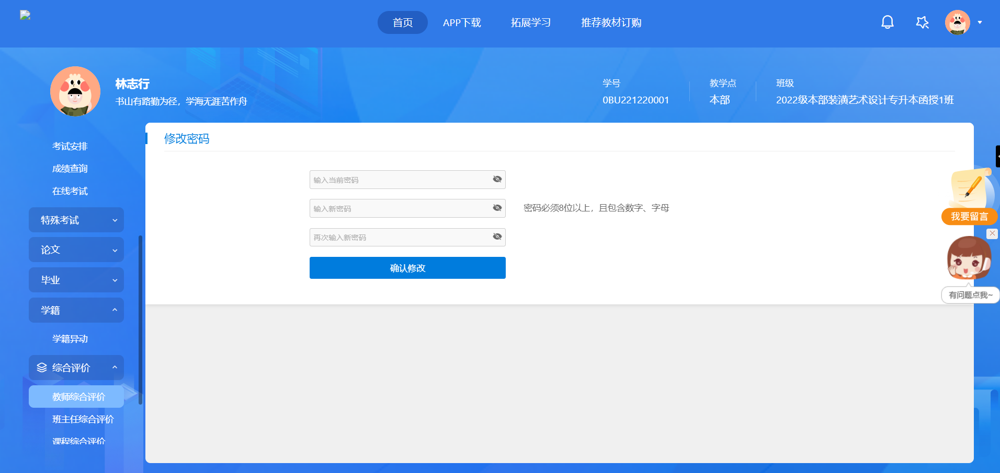 首页
APP下载
拓展学习
推荐教材订购
林志行
书山有路勤为径，学海无涯苦作舟
学号
0BU221220001
教学点
本部
班级
2022级本部装潢艺术设计专升本函授1班
考试安排
成绩查询
在线考试
特殊考试
论文
毕业
学籍
学籍异动
综合评价
教师综合评价
班主任综合评价
课程综合评价
修改密码
输入当前密码
输入新密码
密码必须8位以上，且包含数字、字母
再次输入新密码
确认修改
我要留言
有问题点我~